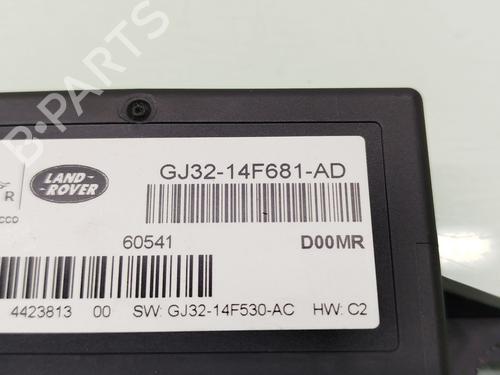 B-PARTS
LAND-
ROVER
R
GJ32-14F681-AD
60541 D00MR
4423813 00 SW: GJ32-14F530-AC HW: C2